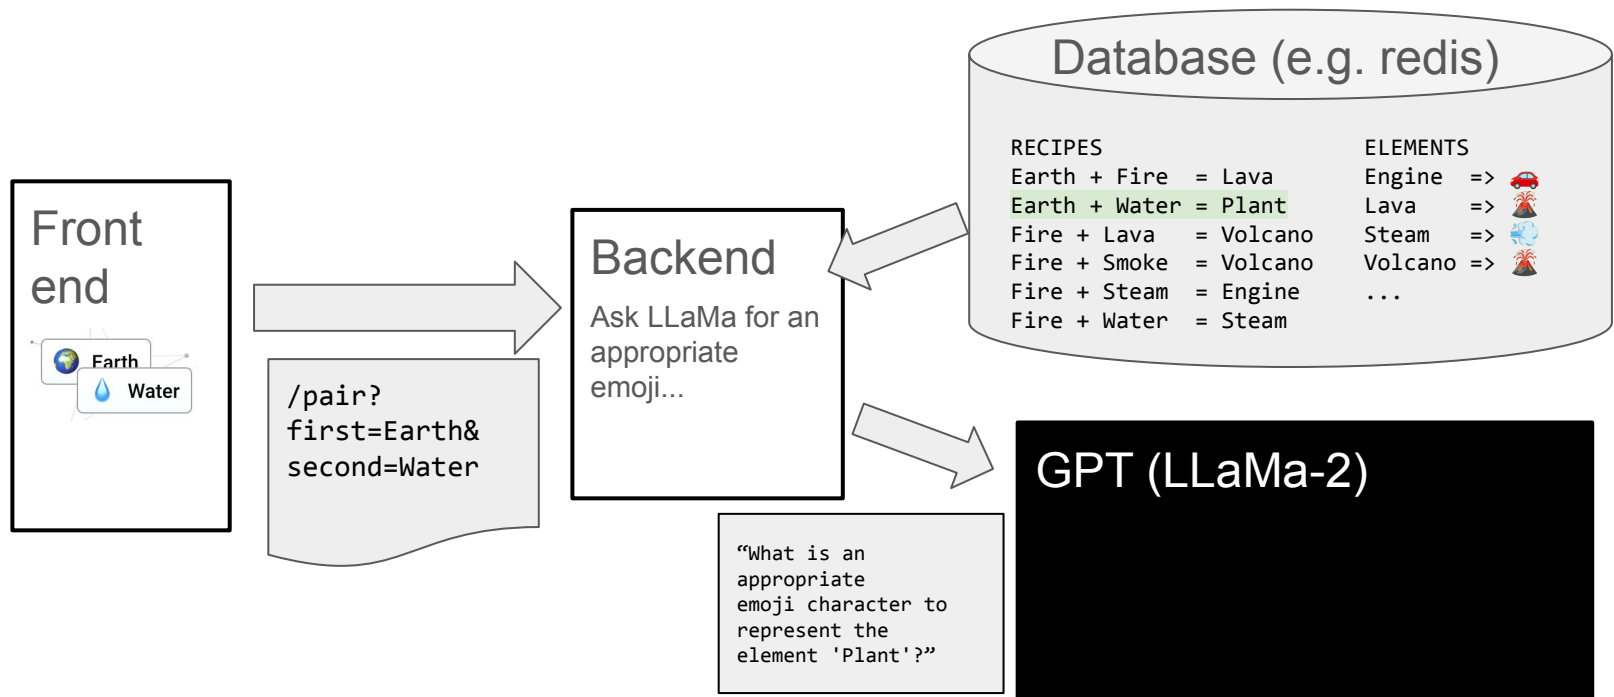 Front
end
Earth
Water
/pair?
first=Earth&
second=Water
Backend
Ask LLaMa for an
appropriate
emoji...
Database (e.g. redis)
RECIPES
Earth + Fire  = Lava
Earth + Water = Plant
Fire + Lava   = Volcano
Fire + Smoke  = Volcano
Fire + Steam  = Engine
Fire + Water  = Steam
ELEMENTS
Engine  => 🚗
Lava    => 🌋
Steam   => 💨
Volcano => 🌋
...
“What is an
appropriate
emoji character to
represent the
element 'Plant'?”
GPT (LLaMa-2)